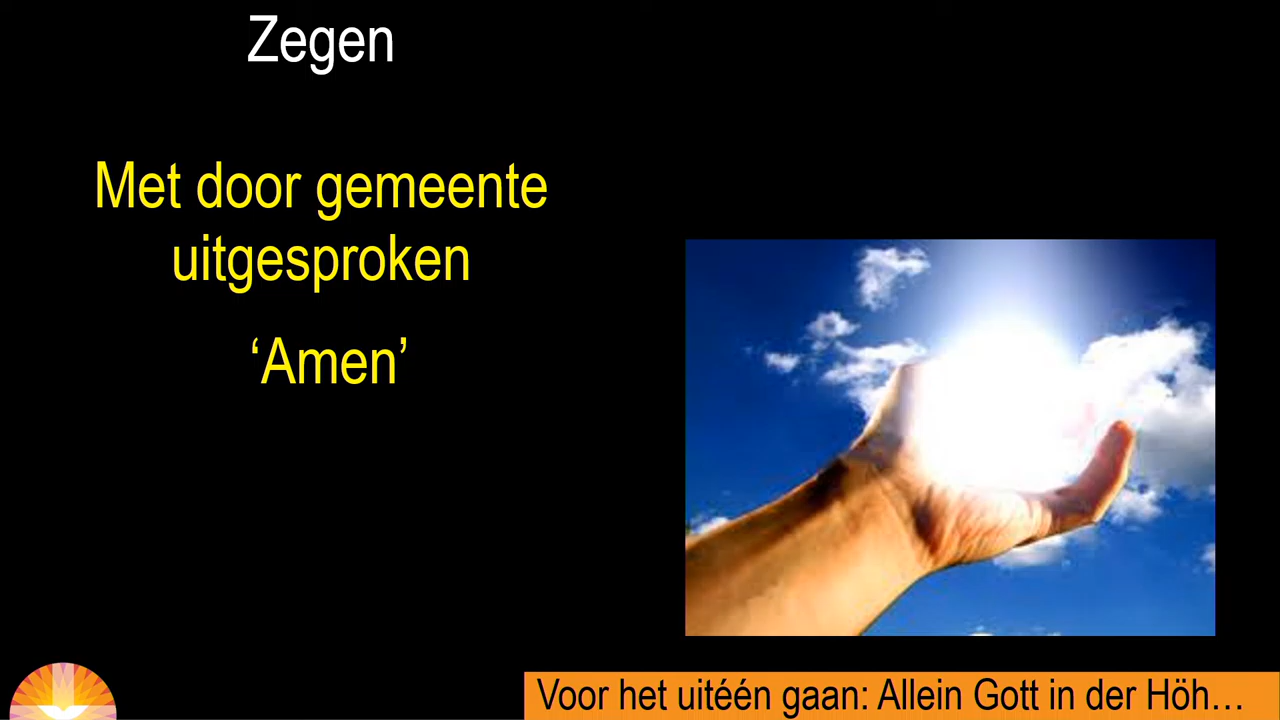 Zegen
Met door gemeente
uitgesproken
‘Amen’
Voor het uitéén gaan: Allein Gott in der Höh…